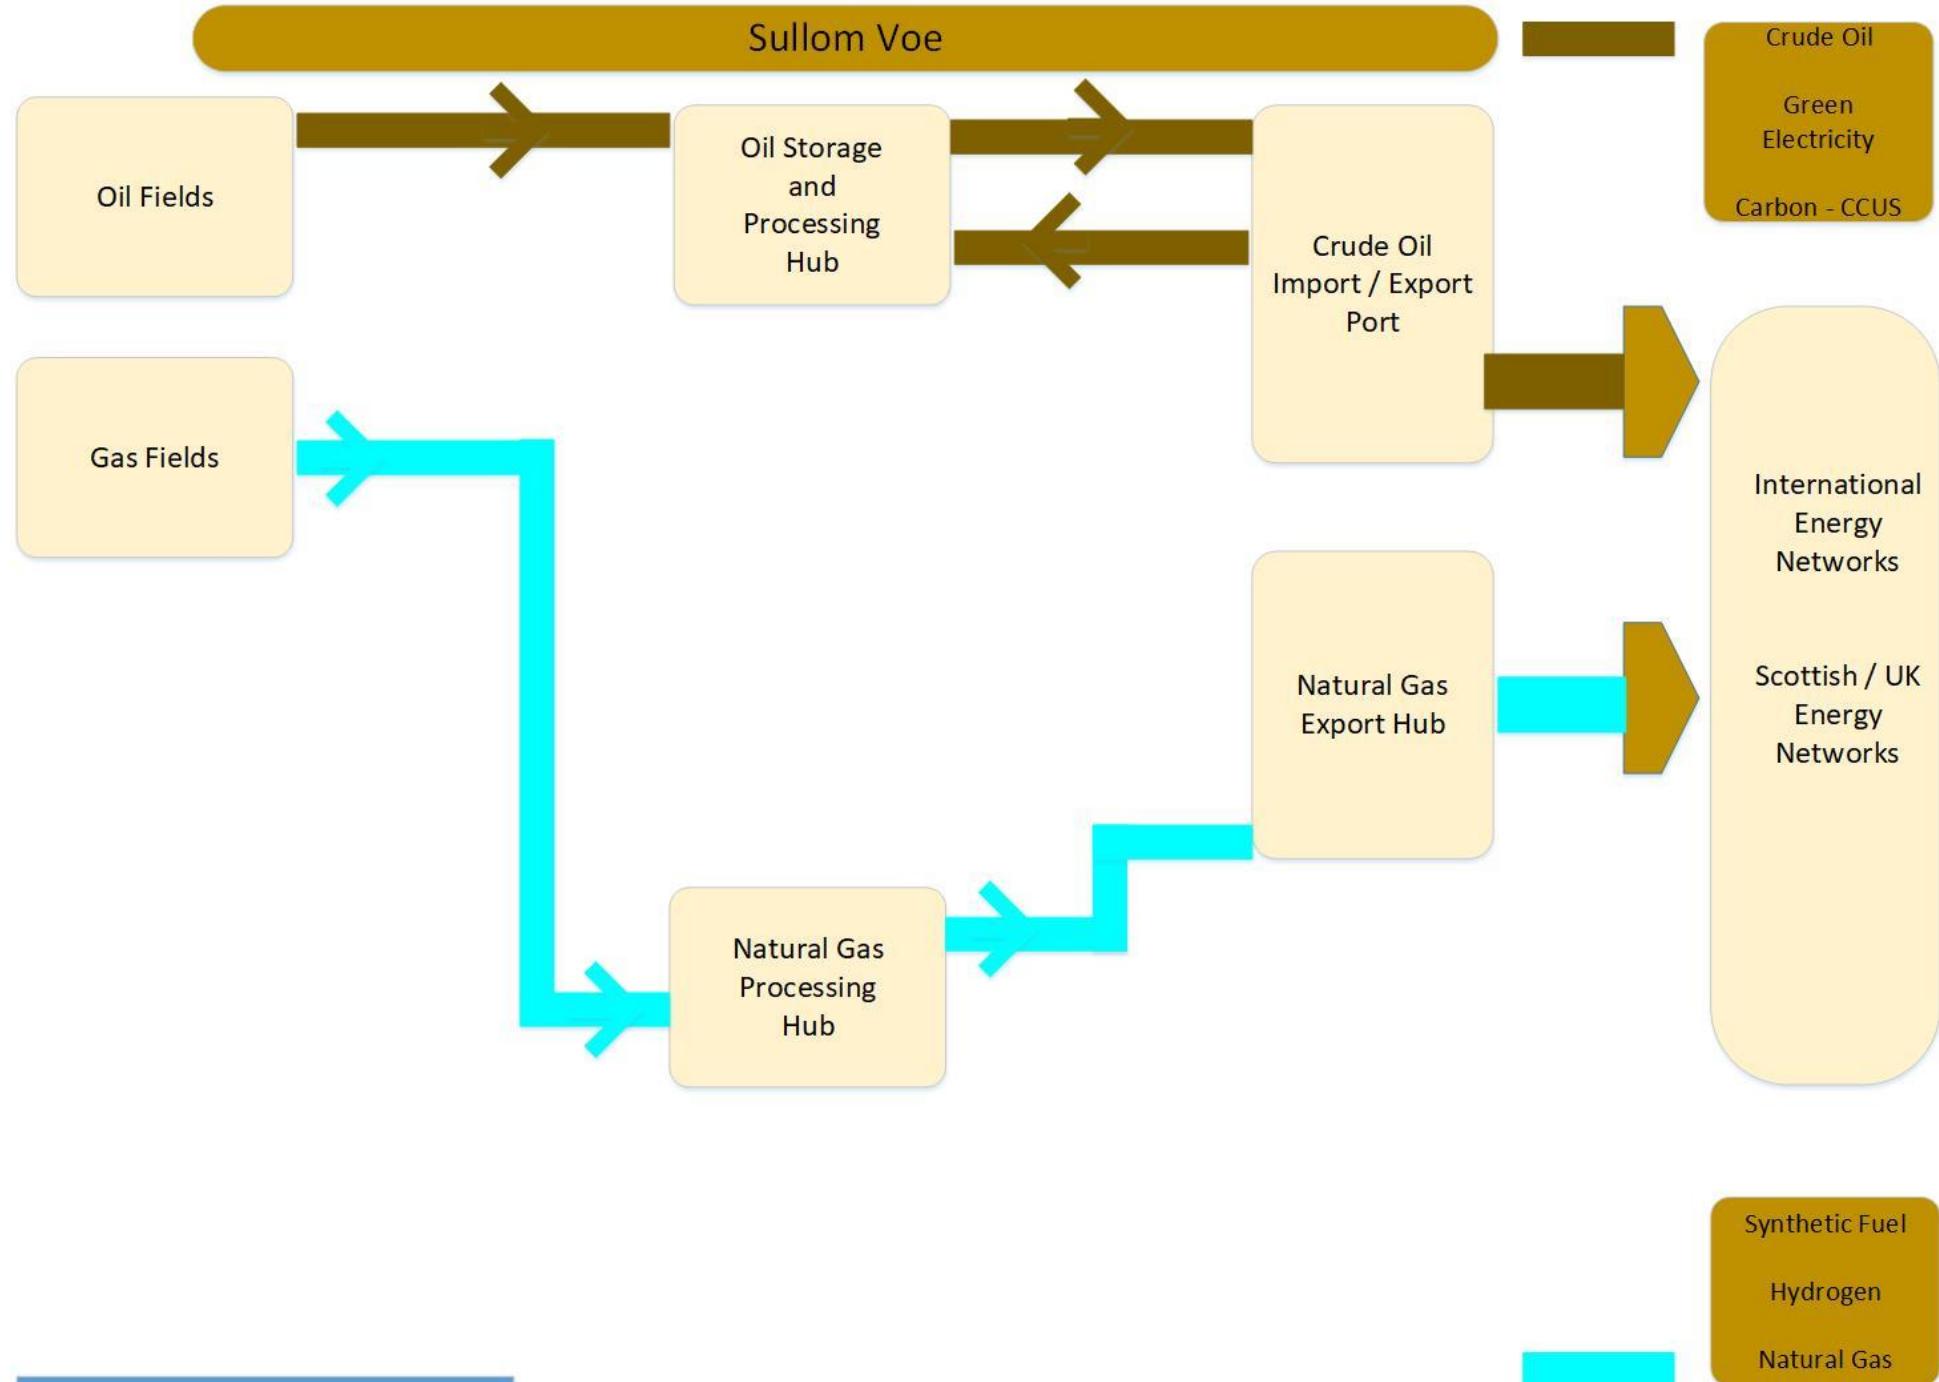 Sullom Voe
Crude Oil
Green
Electricity
Carbon - CCUS
Oil Fields
Oil Storage
and
Processing
Hub
Crude Oil
Import / Export
Port
Gas Fields
International
Energy
Networks
Natural Gas
Export Hub
Scottish / UK
Energy
Networks
Natural Gas
Processing
Hub
Synthetic Fuel
Hydrogen
Natural Gas